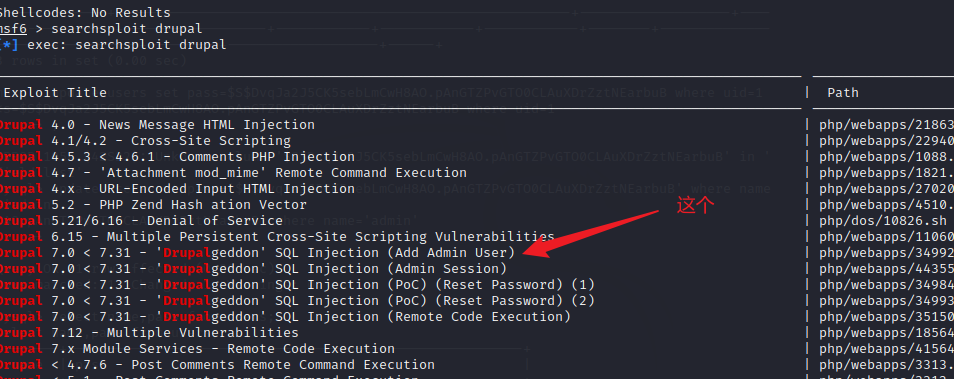 Shellcodes: No Results
msf6 > searchsploit drupal
[*] exec: searchsploit drupal
Exploit Title | Path
Drupal 4.0 - News Message HTML Injection | php/webapps/21863
Drupal 4.1/4.2 - Cross-Site Scripting | php/webapps/22940
Drupal 4.5.3 < 4.6.1 - Comments PHP Injection | php/webapps/1088.
Drupal 4.7 - 'Attachment mod_mime' Remote Command Execution | php/webapps/1821.
Drupal 4.x - URL-Encoded Input HTML Injection | php/webapps/27020
Drupal 5.2 - PHP Zend Hash ation Vector | php/webapps/4510.
Drupal 5.21/6.16 - Denial of Service | php/dos/10826.sh
这个
Drupal 6.15 - Multiple Persistent Cross-Site Scripting Vulnerabilities | php/webapps/11060
Drupal 7.0 < 7.31 - 'Drupalgeddon' SQL Injection (Add Admin User) | php/webapps/34992
Drupal 7.0 < 7.31 - 'Drupalgeddon' SQL Injection (Admin Session) | php/webapps/44355
Drupal 7.0 < 7.31 - 'Drupalgeddon' SQL Injection (PoC) (Reset Password) (1) | php/webapps/34984
Drupal 7.0 < 7.31 - 'Drupalgeddon' SQL Injection (PoC) (Reset Password) (2) | php/webapps/34993
Drupal 7.0 < 7.31 - 'Drupalgeddon' SQL Injection (Remote Code Execution) | php/webapps/35150
Drupal 7.12 - Multiple Vulnerabilities | php/webapps/18564
Drupal 7.x Module Services - Remote Code Execution | php/webapps/41564
Drupal < 4.7.6 - Post Comments Remote Command Execution | php/webapps/3313.